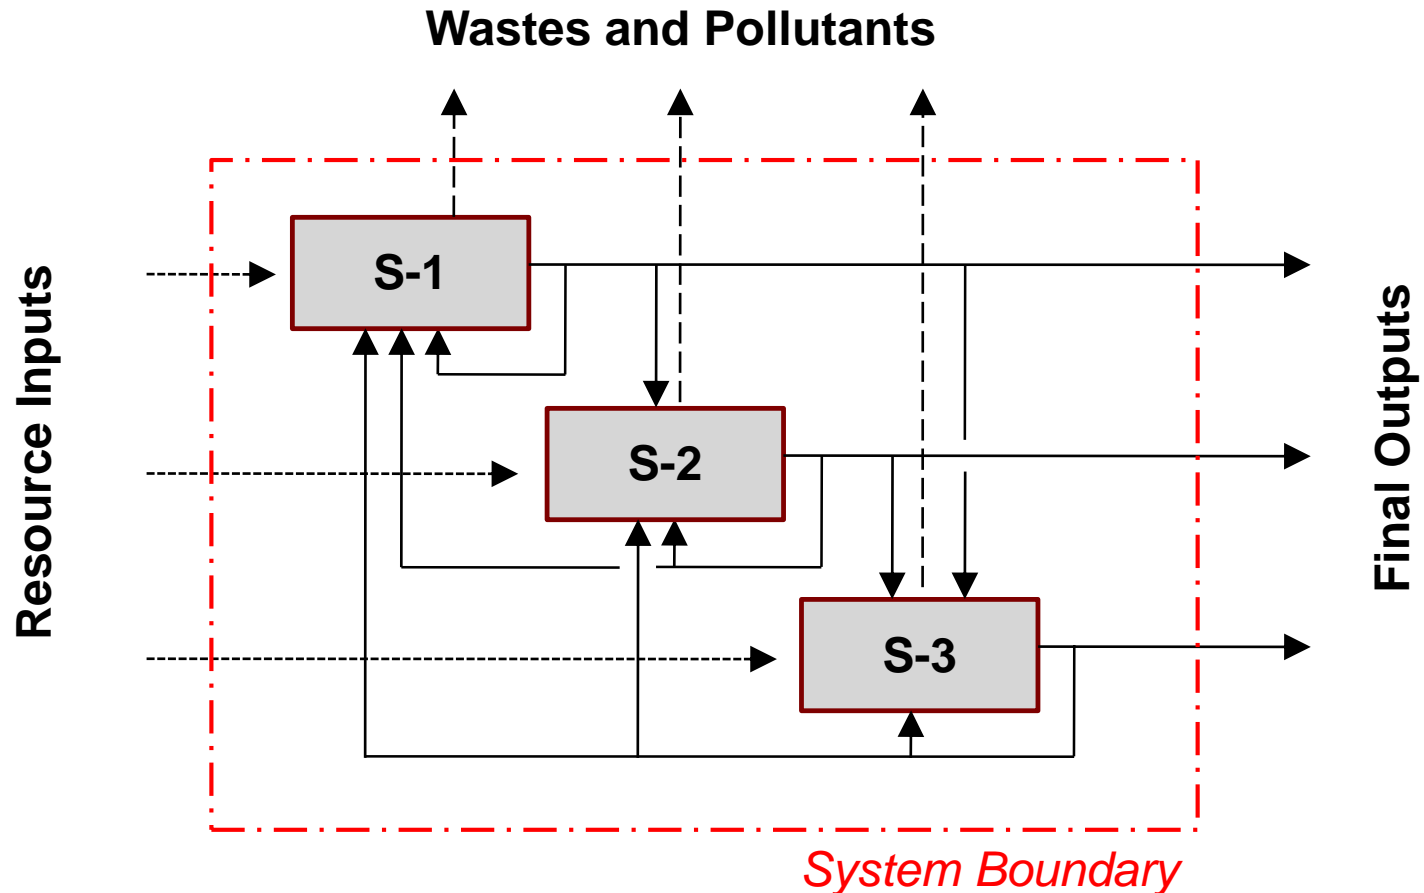 Wastes and Pollutants
Resource Inputs
S-1
S-2
S-3
Final Outputs
System Boundary